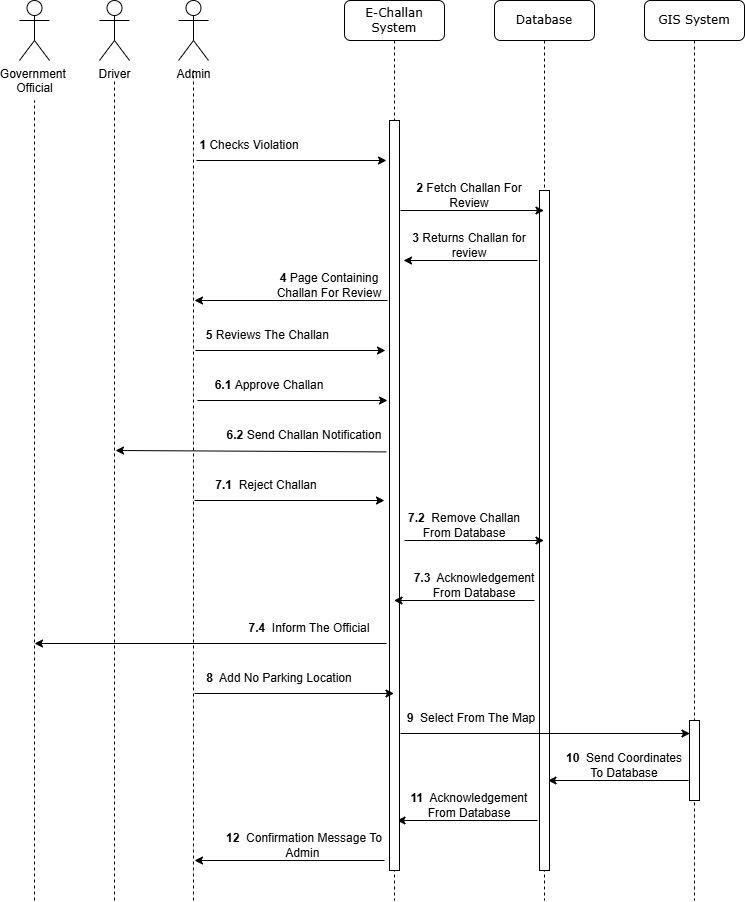 E-Challan
System
Database
GIS System
Government
Official
Driver
Admin
1 Checks Violation
2 Fetch Challan For
Review
3 Returns Challan for
review
4 Page Containing
Challan For Review
5 Reviews The Challan
6.1 Approve Challan
6.2 Send Challan Notification
7.1 Reject Challan
7.2 Remove Challan
From Database
7.3 Acknowledgement
From Database
7.4 Inform The Official
8 Add No Parking Location
9 Select From The Map
10 Send Coordinates
To Database
11 Acknowledgement
From Database
12 Confirmation Message To
Admin